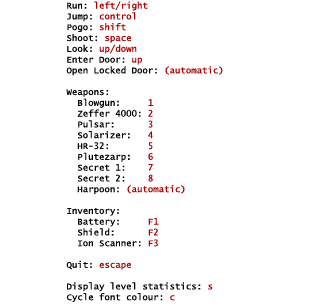 Run: left/right
Jump: control
Pogo: shift
Shoot: space
Look: up/down
Enter Door: up
Open Locked Door: (automatic)
Weapons:
Blowgun: 1
Zeffer 4000: 2
Pulsar: 3
Solarizer: 4
HR-32: 5
Plutezarp: 6
Secret 1: 7
Secret 2: 8
Harpoon: (automatic)
Inventory:
Battery: F1
Shield: F2
Ion Scanner: F3
Quit: escape
Display level statistics: s
Cycle font colour: c